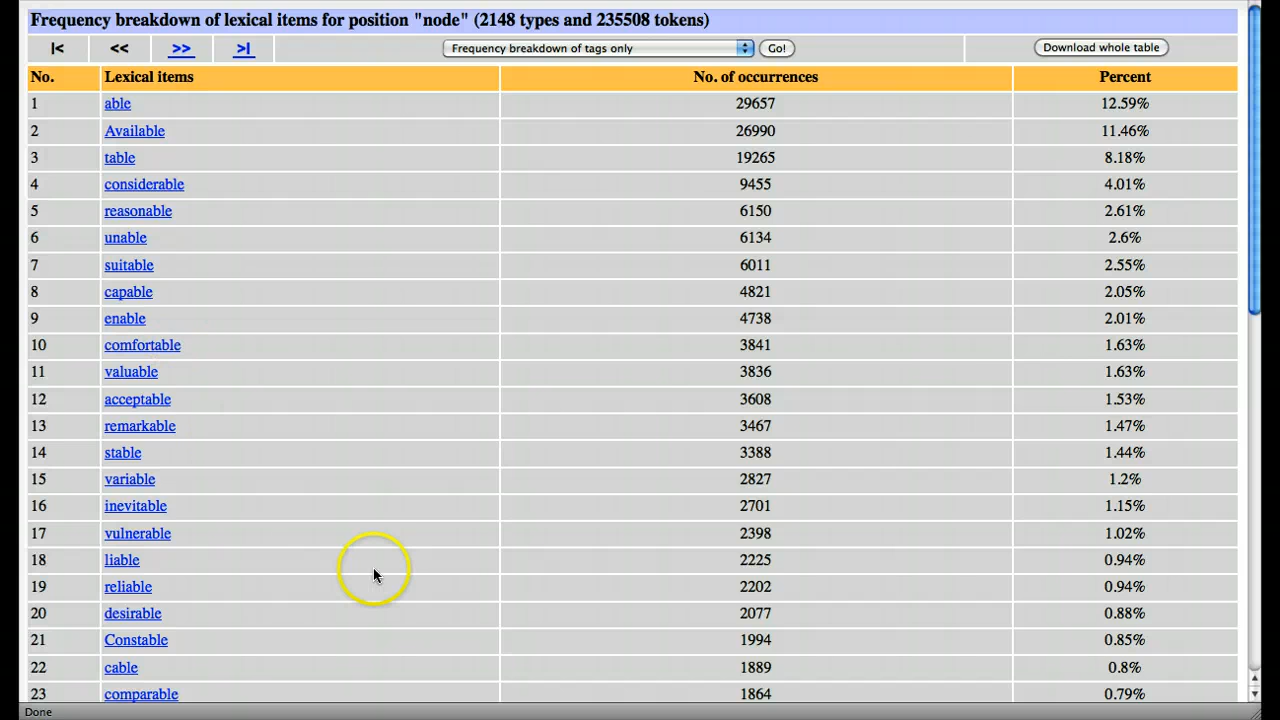 Frequency breakdown of lexical items for position "node" (2148 types and 235508 tokens)
|< << >> >| Frequency breakdown of tags only Go! Download whole table
No. Lexical items No. of occurrences Percent
1 able 29657 12.59%
2 Available 26990 11.46%
3 table 19265 8.18%
4 considerable 9455 4.01%
5 reasonable 6150 2.61%
6 unable 6134 2.6%
7 suitable 6011 2.55%
8 capable 4821 2.05%
9 enable 4738 2.01%
10 comfortable 3841 1.63%
11 valuable 3836 1.63%
12 acceptable 3608 1.53%
13 remarkable 3467 1.47%
14 stable 3388 1.44%
15 variable 2827 1.2%
16 inevitable 2701 1.15%
17 vulnerable 2398 1.02%
18 liable 2225 0.94%
19 reliable 2202 0.94%
20 desirable 2077 0.88%
21 Constable 1994 0.85%
22 cable 1889 0.8%
23 comparable 1864 0.79%
Done